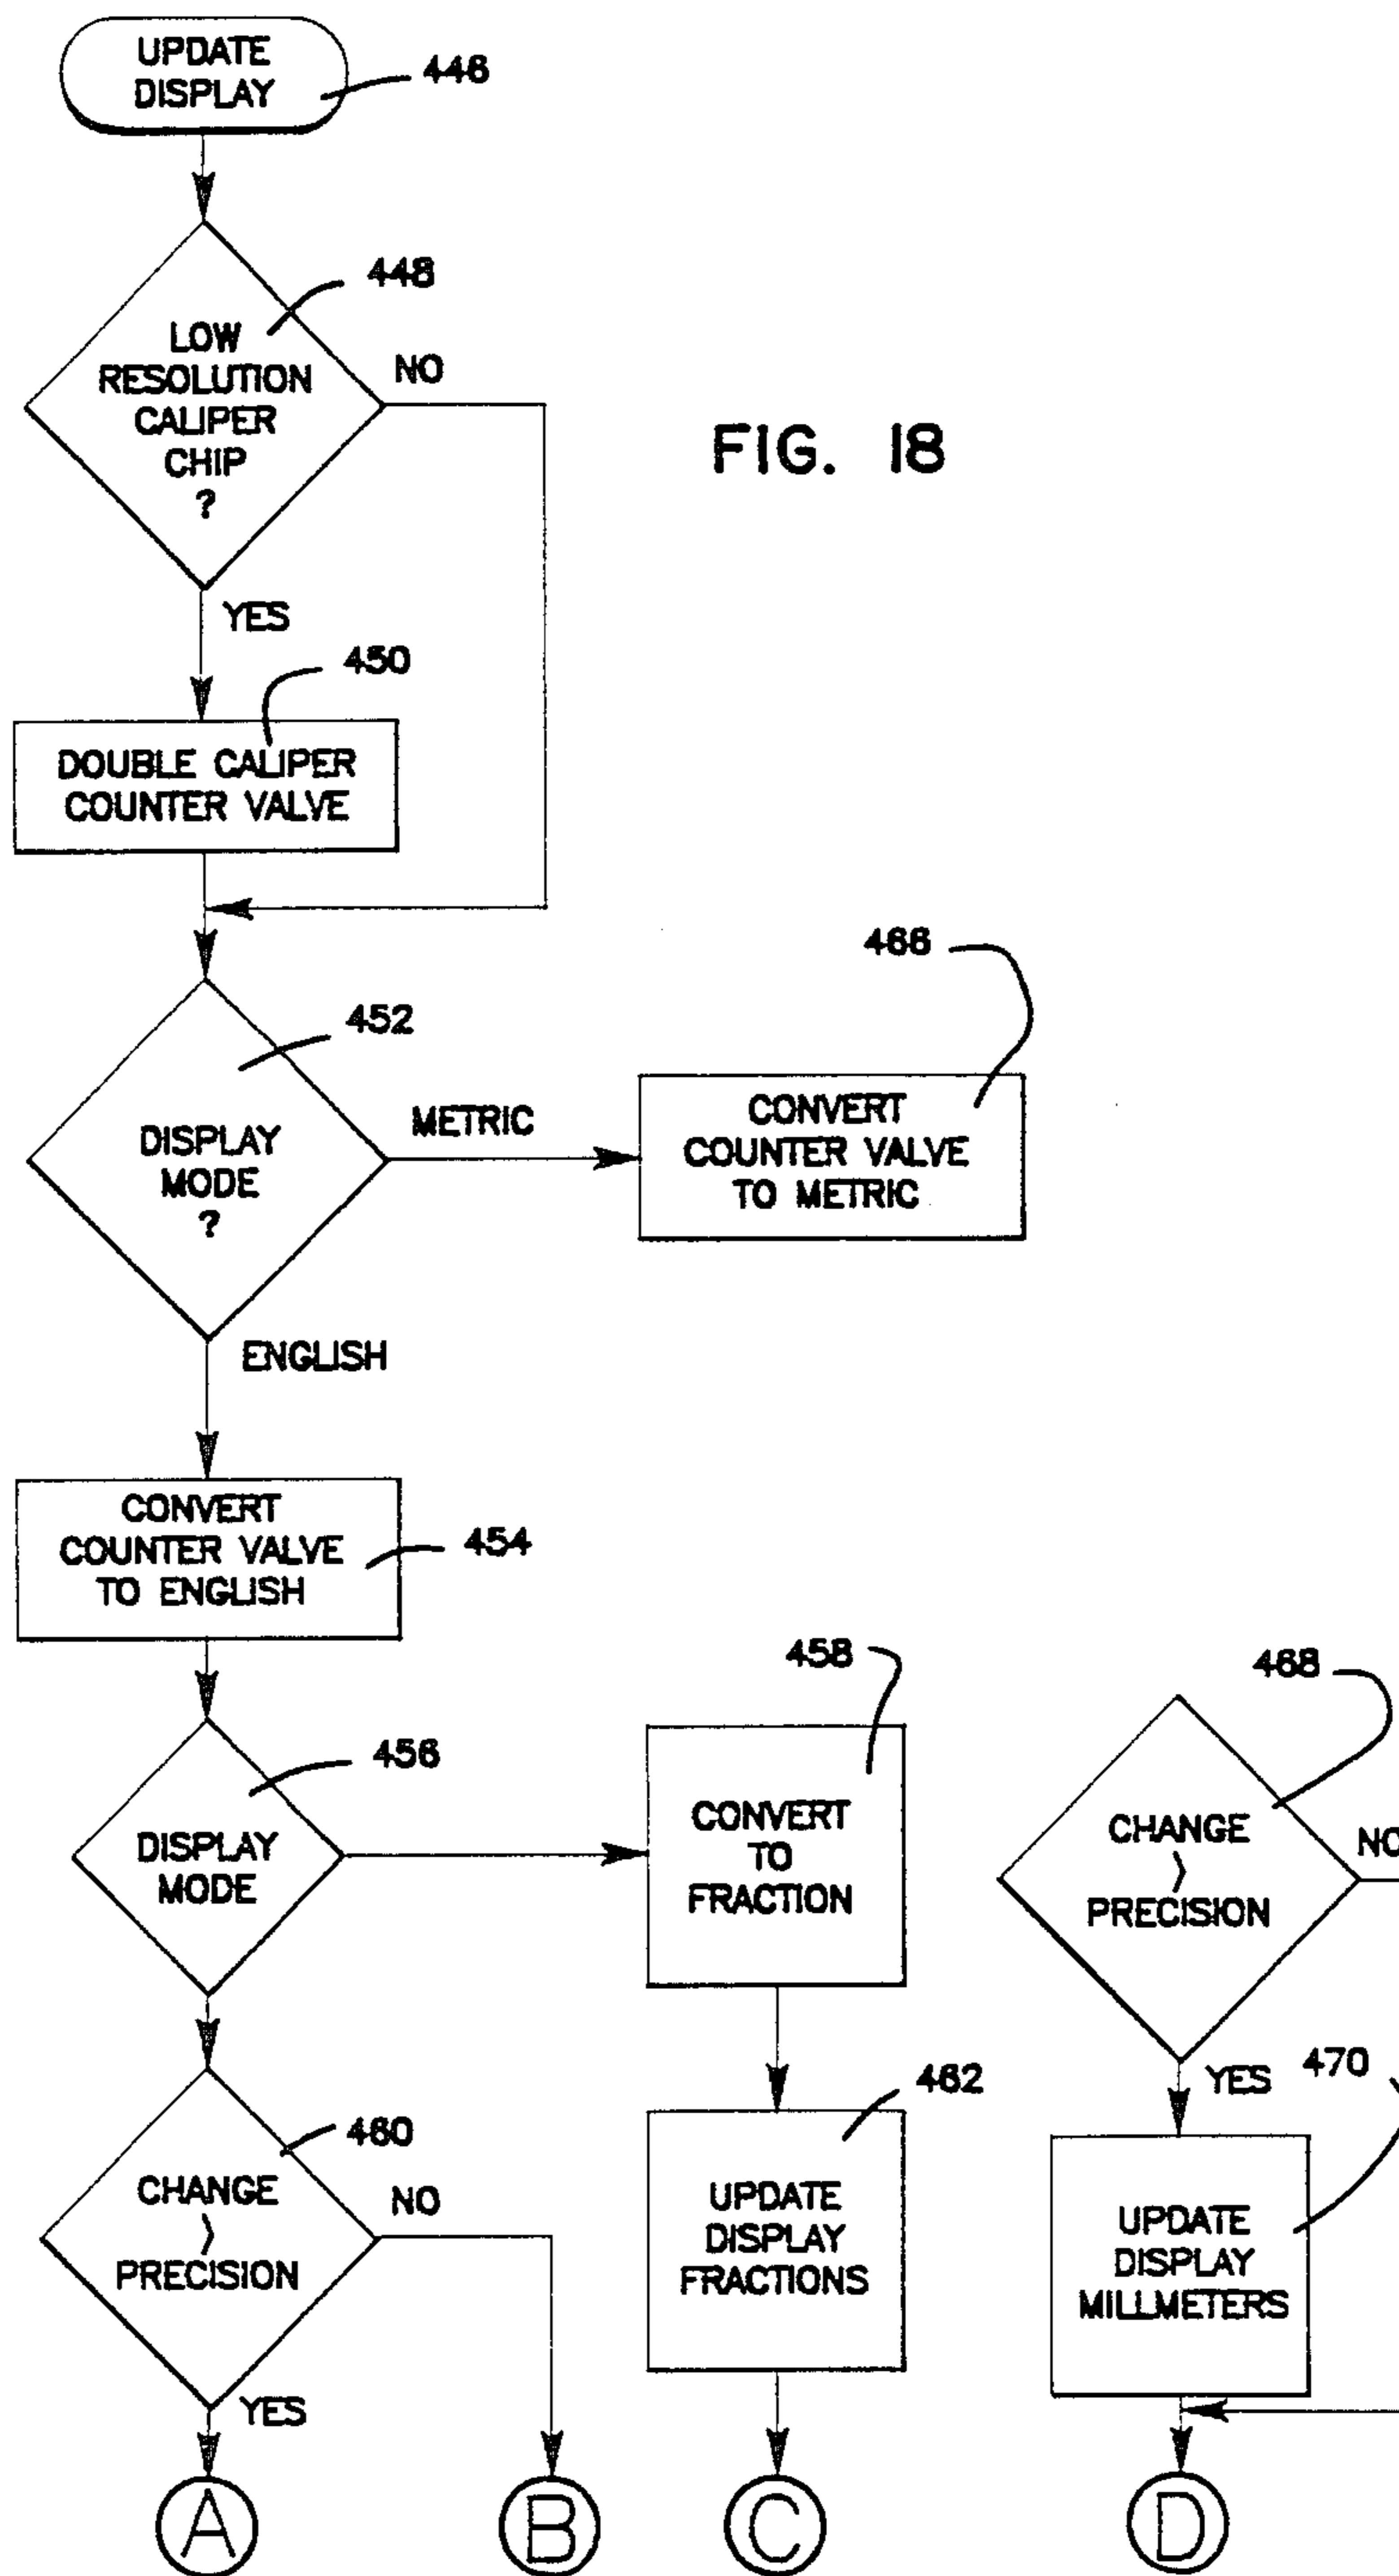 UPDATE
DISPLAY
446
448
LOW
RESOLUTION
CALIPER
CHIP
?
NO
FIG. 18
YES
450
DOUBLE CALIPER
COUNTER VALVE
466
452
DISPLAY
MODE
?
METRIC
CONVERT
COUNTER VALVE
TO METRIC
ENGLISH
CONVERT
COUNTER VALVE
TO ENGLISH
454
458
468
456
DISPLAY
MODE
CONVERT
TO
FRACTION
CHANGE
>
PRECISION
NO
YES
470
460
CHANGE
>
PRECISION
NO
462
UPDATE
DISPLAY
FRACTIONS
UPDATE
DISPLAY
MILLMETERS
YES
A
B
C
D